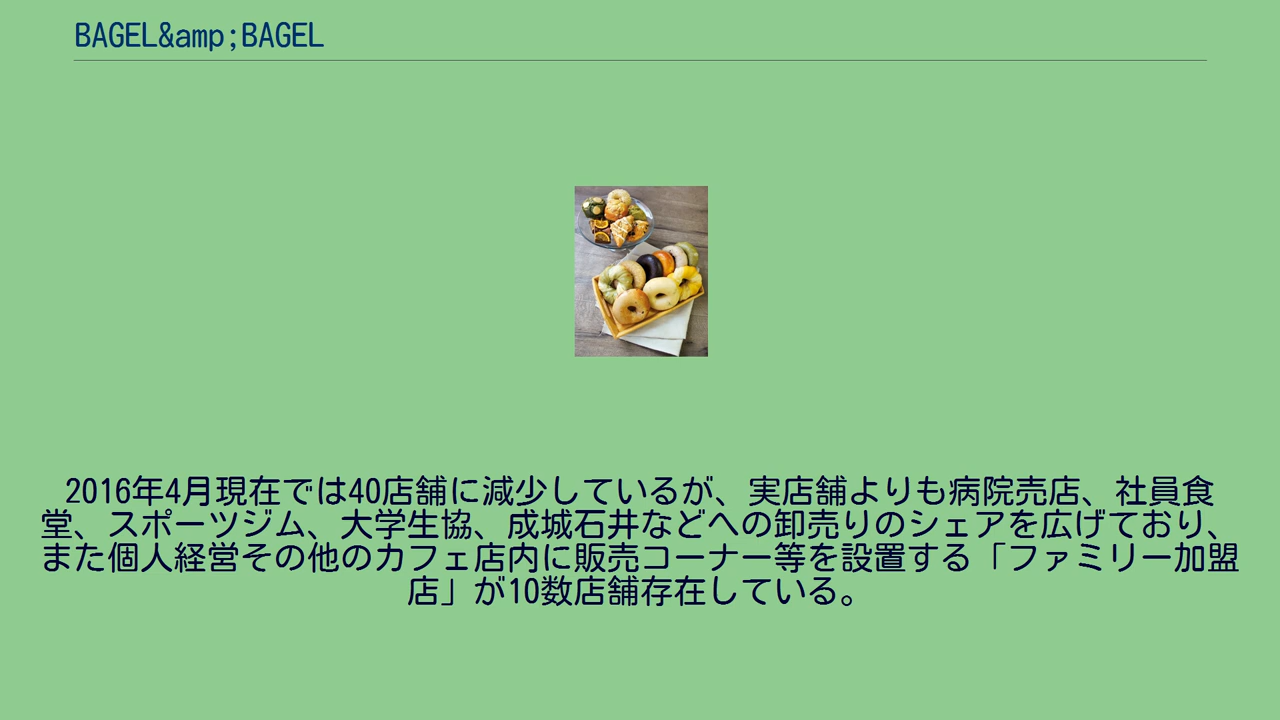 BAGEL&amp;BAGEL
2016年4月現在では40店舗に減少しているが、実店舗よりも病院売店、社員食
堂、スポーツジム、大学生協、成城石井などへの卸売りのシェアを広げており、
また個人経営その他のカフェ店内に販売コーナー等を設置する「ファミリー加盟
店」が10数店舗存在している。